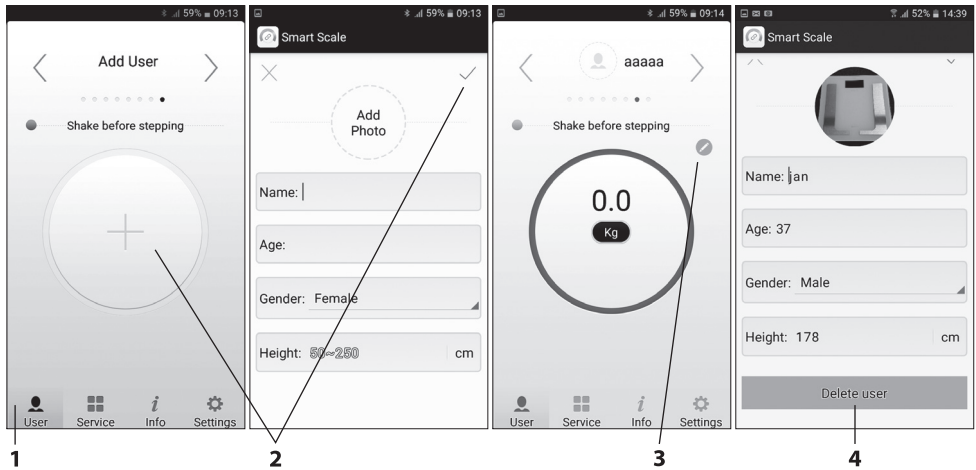 59% 09:13
Add User
Shake before stepping
User Service Info Settings
59% 09:13
Smart Scale
Add
Photo
Name:
Age:
Gender: Female
Height: 50~250 cm
59% 09:14
aaaaa
Shake before stepping
0.0
Kg
User Service Info Settings
52% 14:39
Smart Scale
Name: jan
Age: 37
Gender: Male
Height: 178 cm
Delete user
1 2 3 4